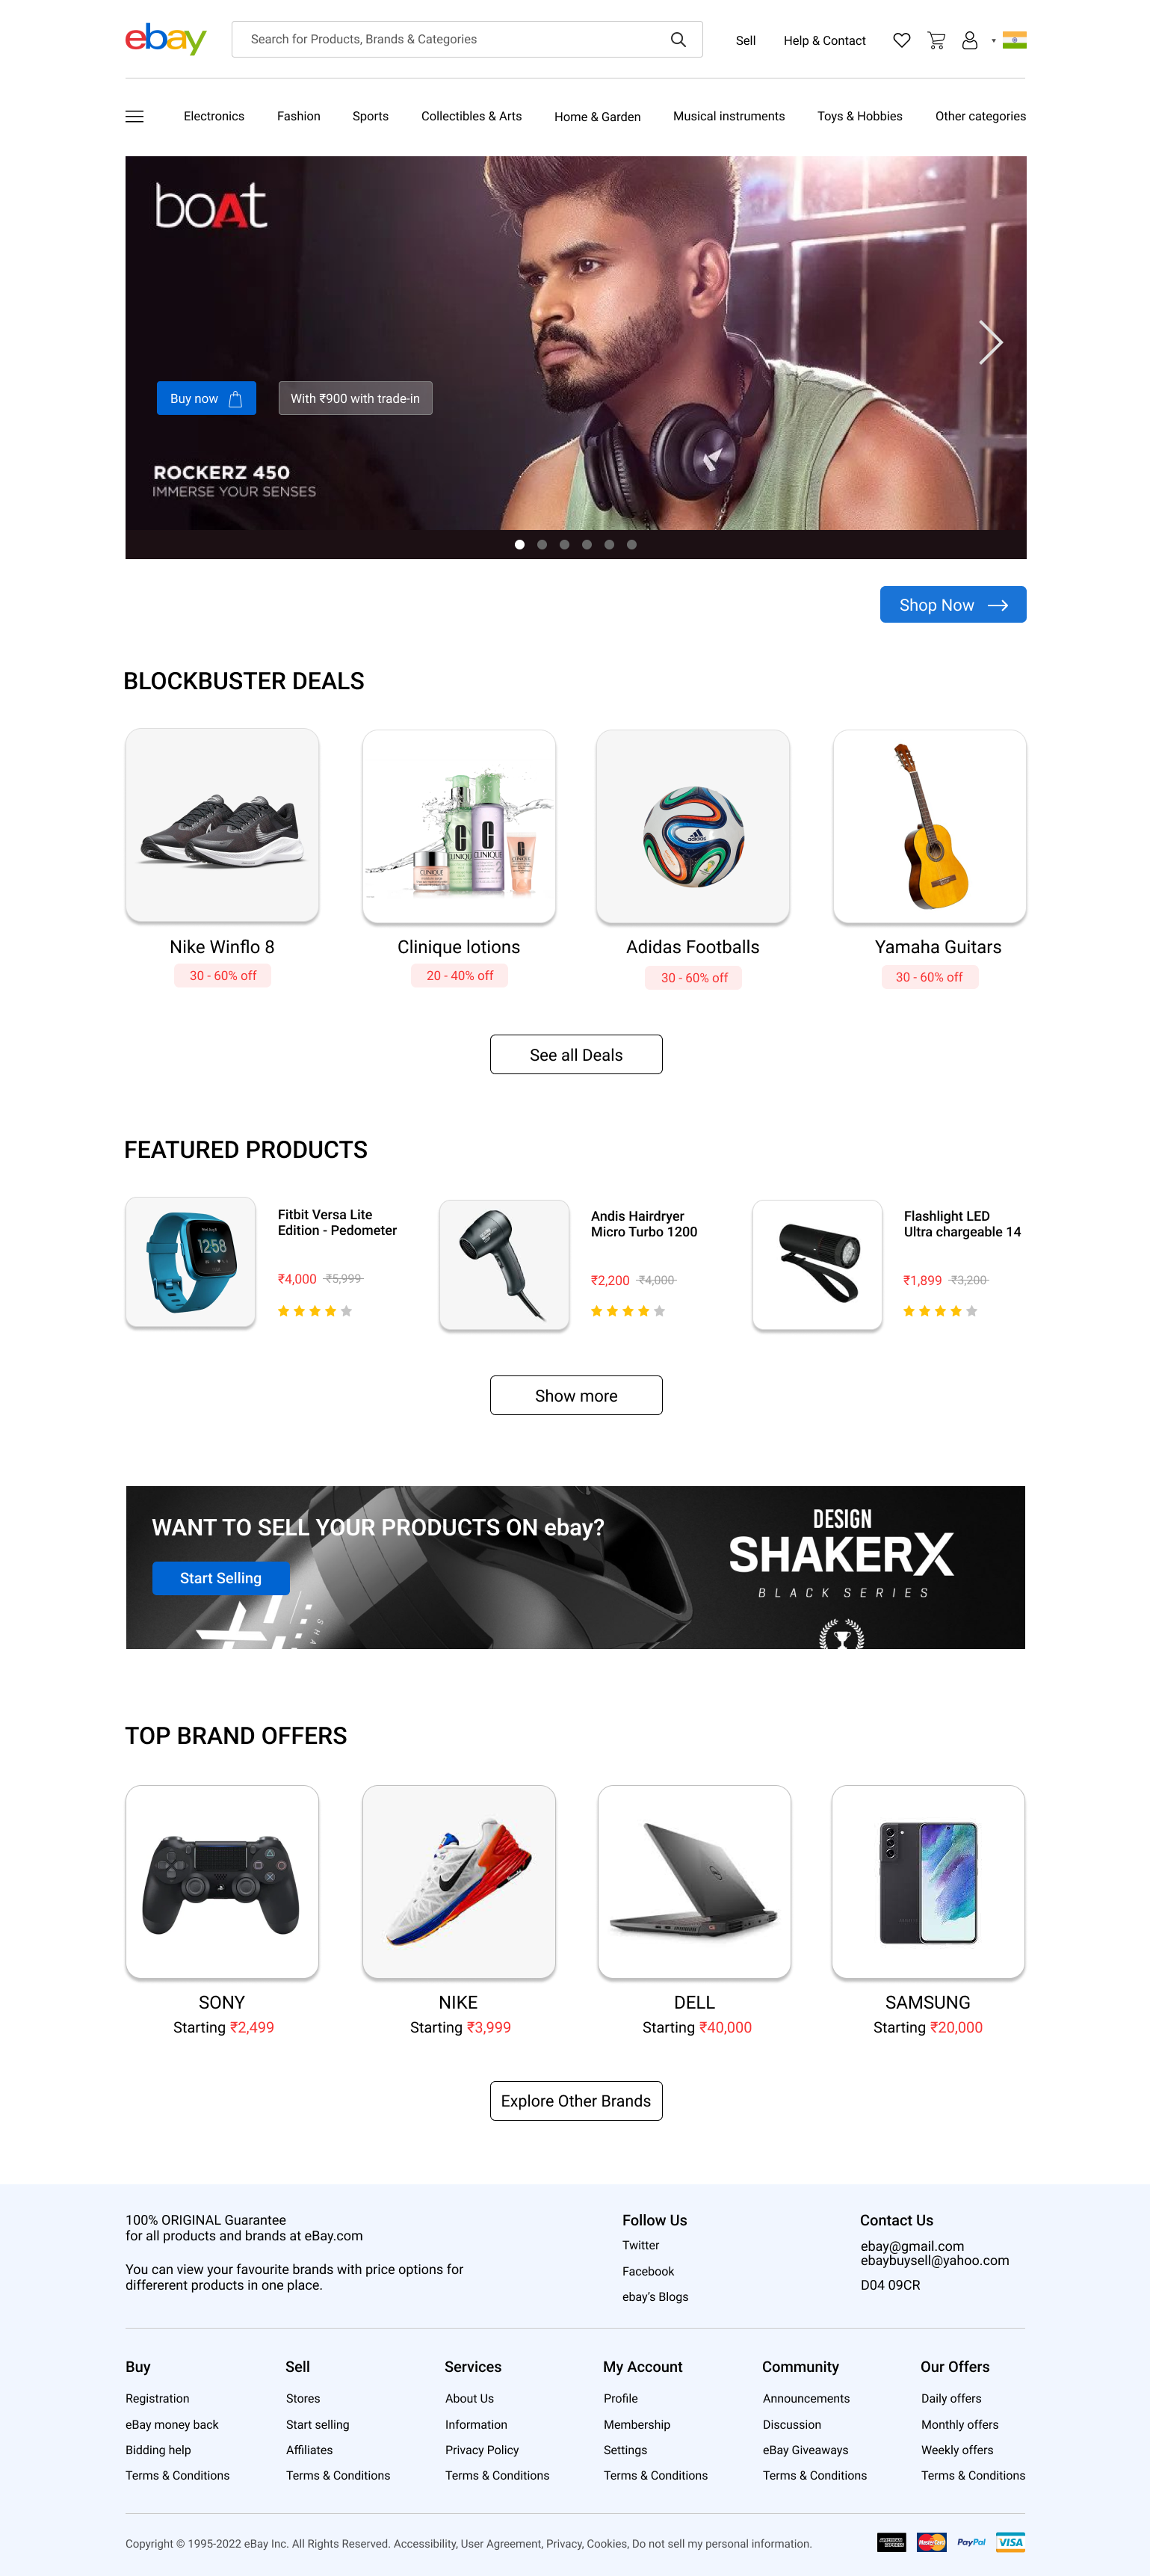 ebay
Search for Products, Brands & Categories
Sell
Help & Contact
Electronics
Fashion
Sports
Collectibles & Arts
Home & Garden
Musical instruments
Toys & Hobbies
Other categories
boAt
Buy now
With ₹900 with trade-in
ROCKERZ 450
IMMERSE YOUR SENSES
Shop Now
BLOCKBUSTER DEALS
CLINIQUE
CLINIQUE
adidas
Nike Winflo 8
Clinique lotions
Adidas Footballs
Yamaha Guitars
30 - 60% off
20 - 40% off
30 - 60% off
30 - 60% off
See all Deals
FEATURED PRODUCTS
12:58
Fitbit Versa Lite
Edition - Pedometer
₹4,000 ₹5,999
Andis Hairdryer
Micro Turbo 1200
₹2,200 ₹4,000
Flashlight LED
Ultra chargeable 14
₹1,899 ₹3,200
Show more
WANT TO SELL YOUR PRODUCTS ON ebay?
Start Selling
DESIGN
SHAKERX
BLACK SERIES
TOP BRAND OFFERS
SONY
Starting ₹2,499
NIKE
Starting ₹3,999
DELL
Starting ₹40,000
SAMSUNG
Starting ₹20,000
Explore Other Brands
100% ORIGINAL Guarantee
for all products and brands at eBay.com
You can view your favourite brands with price options for
differerent products in one place.
Follow Us
Twitter
Facebook
ebay's Blogs
Contact Us
ebay@gmail.com
ebaybuysell@yahoo.com
D04 09CR
Buy
Registration
eBay money back
Bidding help
Terms & Conditions
Sell
Stores
Start selling
Affiliates
Terms & Conditions
Services
About Us
Information
Privacy Policy
Terms & Conditions
My Account
Profile
Membership
Settings
Terms & Conditions
Community
Announcements
Discussion
eBay Giveaways
Terms & Conditions
Our Offers
Daily offers
Monthly offers
Weekly offers
Terms & Conditions
Copyright © 1995-2022 eBay Inc. All Rights Reserved. Accessibility, User Agreement, Privacy, Cookies, Do not sell my personal information.
AMERICAN EXPRESS
MasterCard
PayPal
VISA